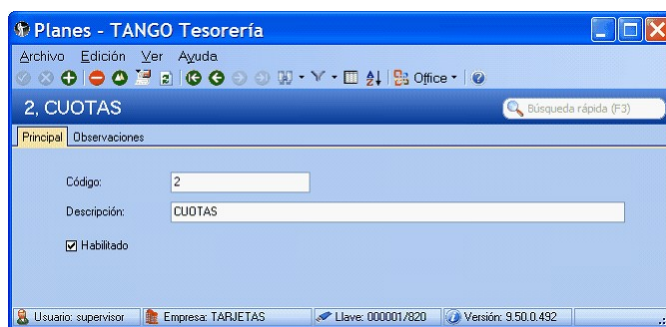 Planes - TANGO Tesorería
Archivo Edición Ver Ayuda
Office
2, CUOTAS
Búsqueda rápida (F3)
Principal Observaciones
Código: 2
Descripción: CUOTAS
Habilitado
Usuario: supervisor Empresa: TARJETAS Llave: 000001/820 Versión: 9.50.0.492